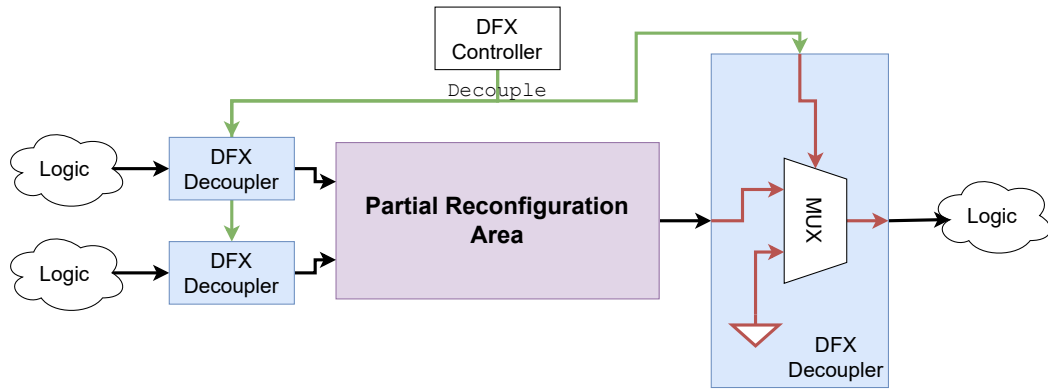 DFX
Controller
Decouple
Logic
DFX
Decoupler
Logic
DFX
Decoupler
Partial Reconfiguration
Area
MUX
DFX
Decoupler
Logic